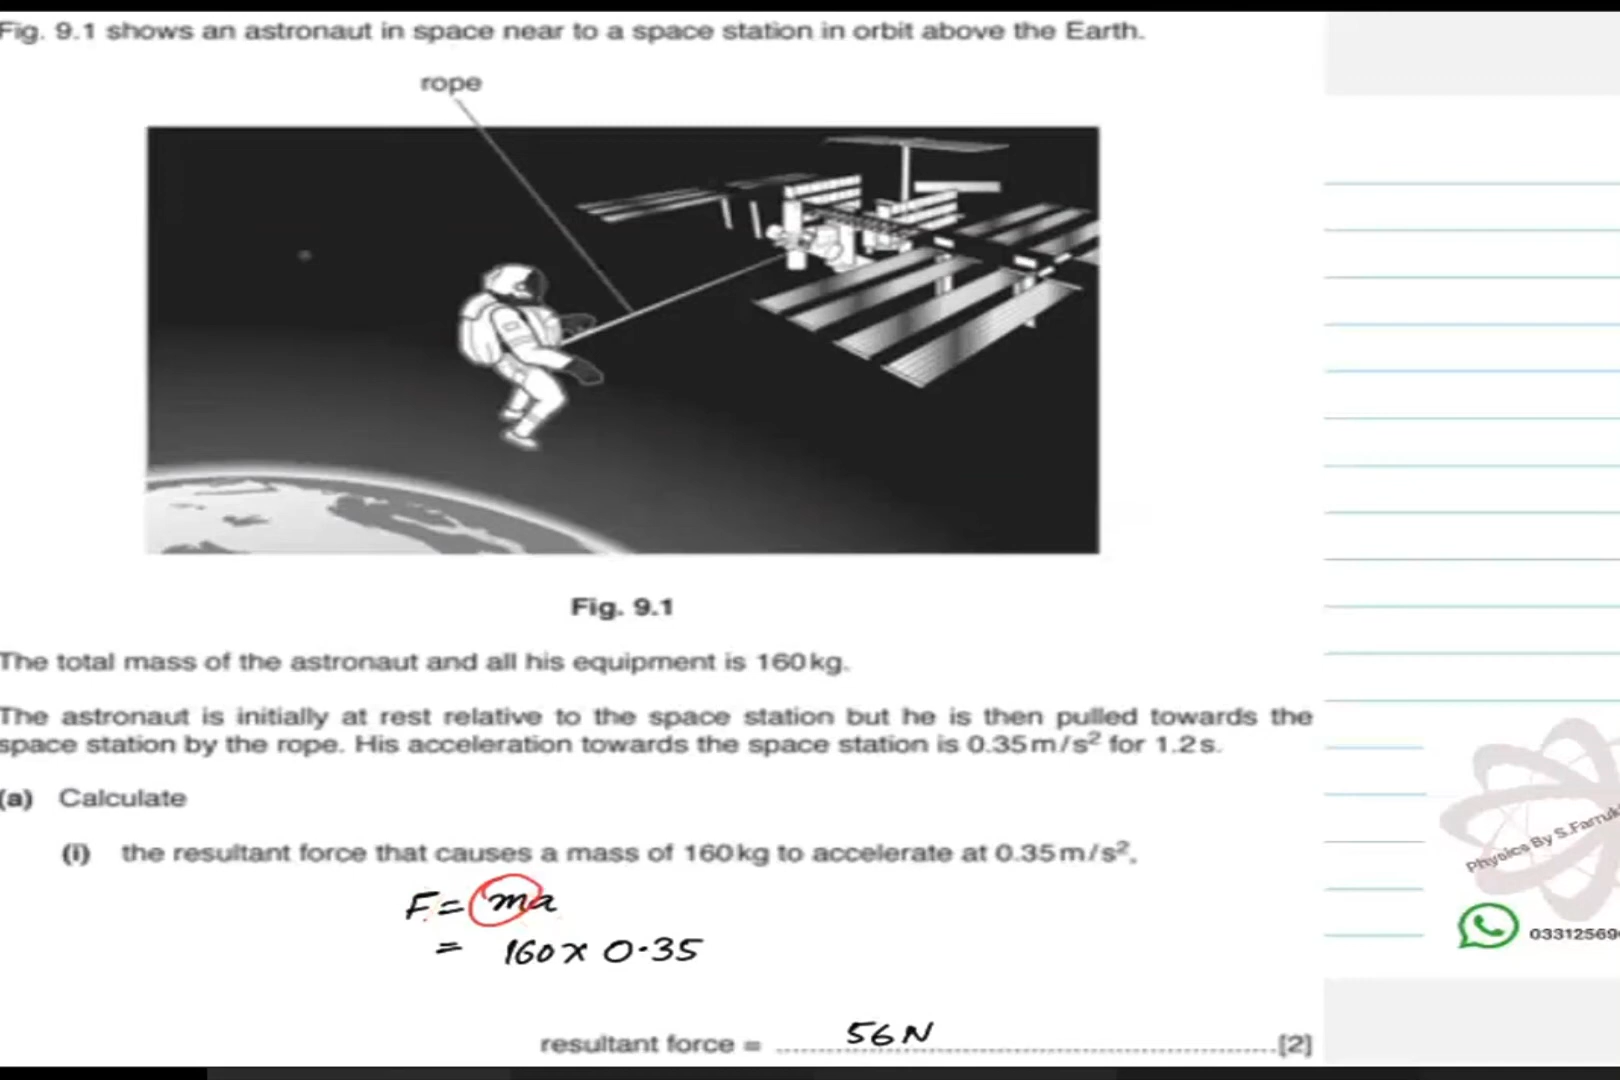 Fig. 9.1 shows an astronaut in space near to a space station in orbit above the Earth.
rope
Fig. 9.1
The total mass of the astronaut and all his equipment is 160 kg.
The astronaut is initially at rest relative to the space station but he is then pulled towards the
space station by the rope. His acceleration towards the space station is 0.35 m/s² for 1.2 s.
(a) Calculate
(i) the resultant force that causes a mass of 160 kg to accelerate at 0.35 m/s²,
F = ma
= 160 x 0.35
resultant force = 56 N [2]
Physics By S.Farruk
03312569